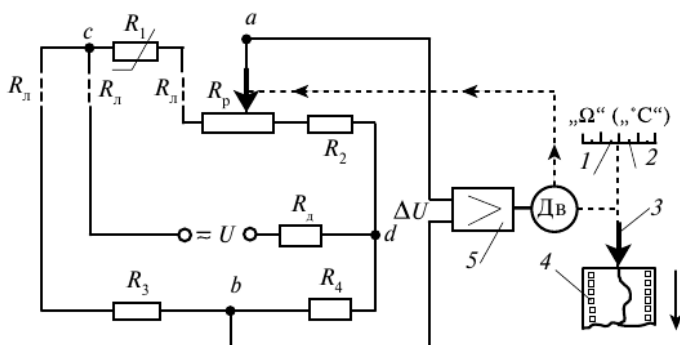 a
c
R₁
Rл
Rл
Rл
Rр
R₂
„Ω“ („°C“)
1
2
= U
Rд
d
ΔU
>
Дв
3
5
4
R₃
b
R₄